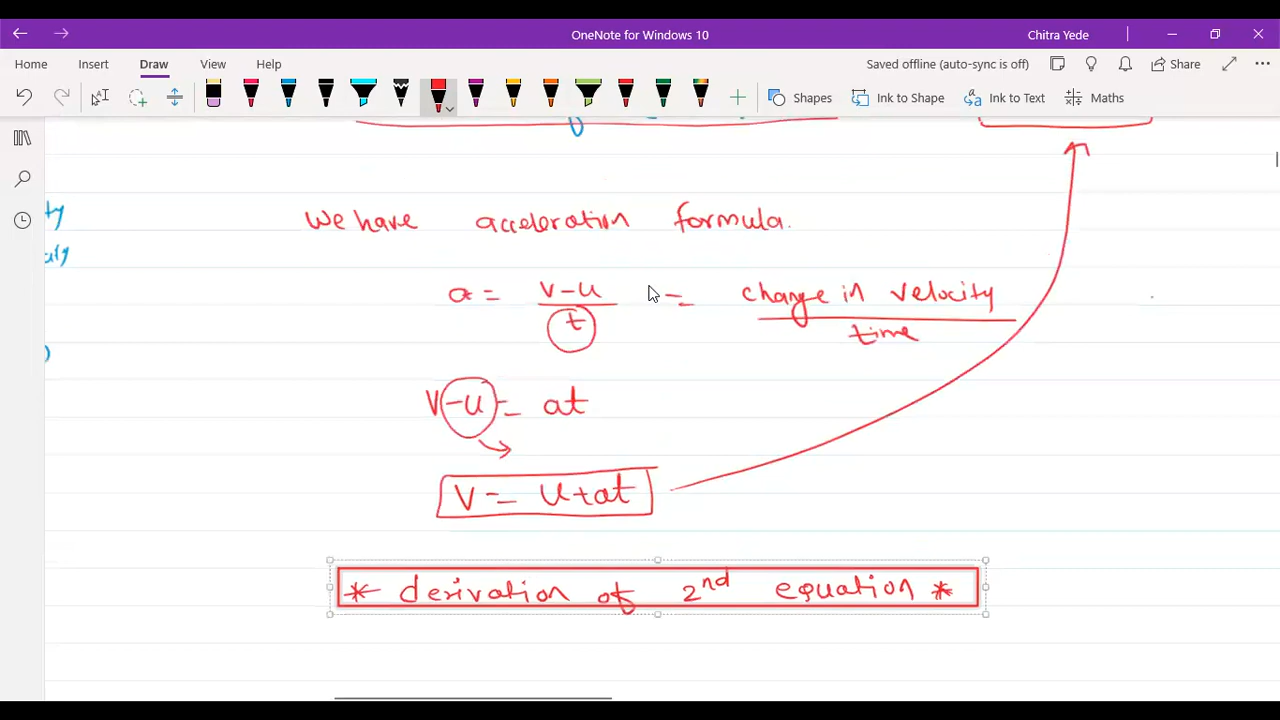 OneNote for Windows 10
Chitra Yede
Home Insert Draw View Help
Saved offline (auto-sync is off) Share
Shapes Ink to Shape Ink to Text Maths
We have acceleration formula.
a = v-u / t = change in velocity / time
v-u = at
v = u+at
* derivation of 2nd equation *